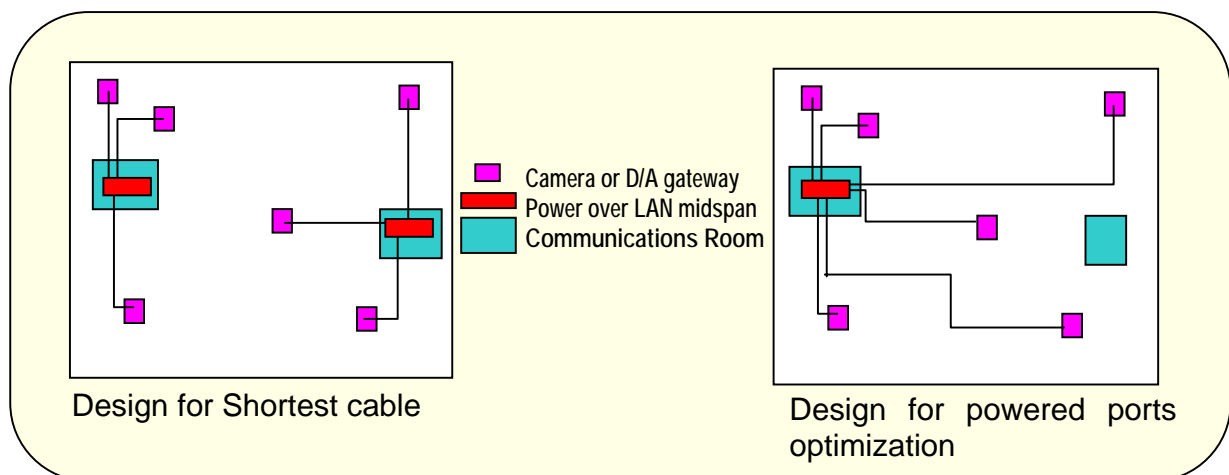 Camera or D/A gateway
Power over LAN midspan
Communications Room
Design for Shortest cable
Design for powered ports
optimization